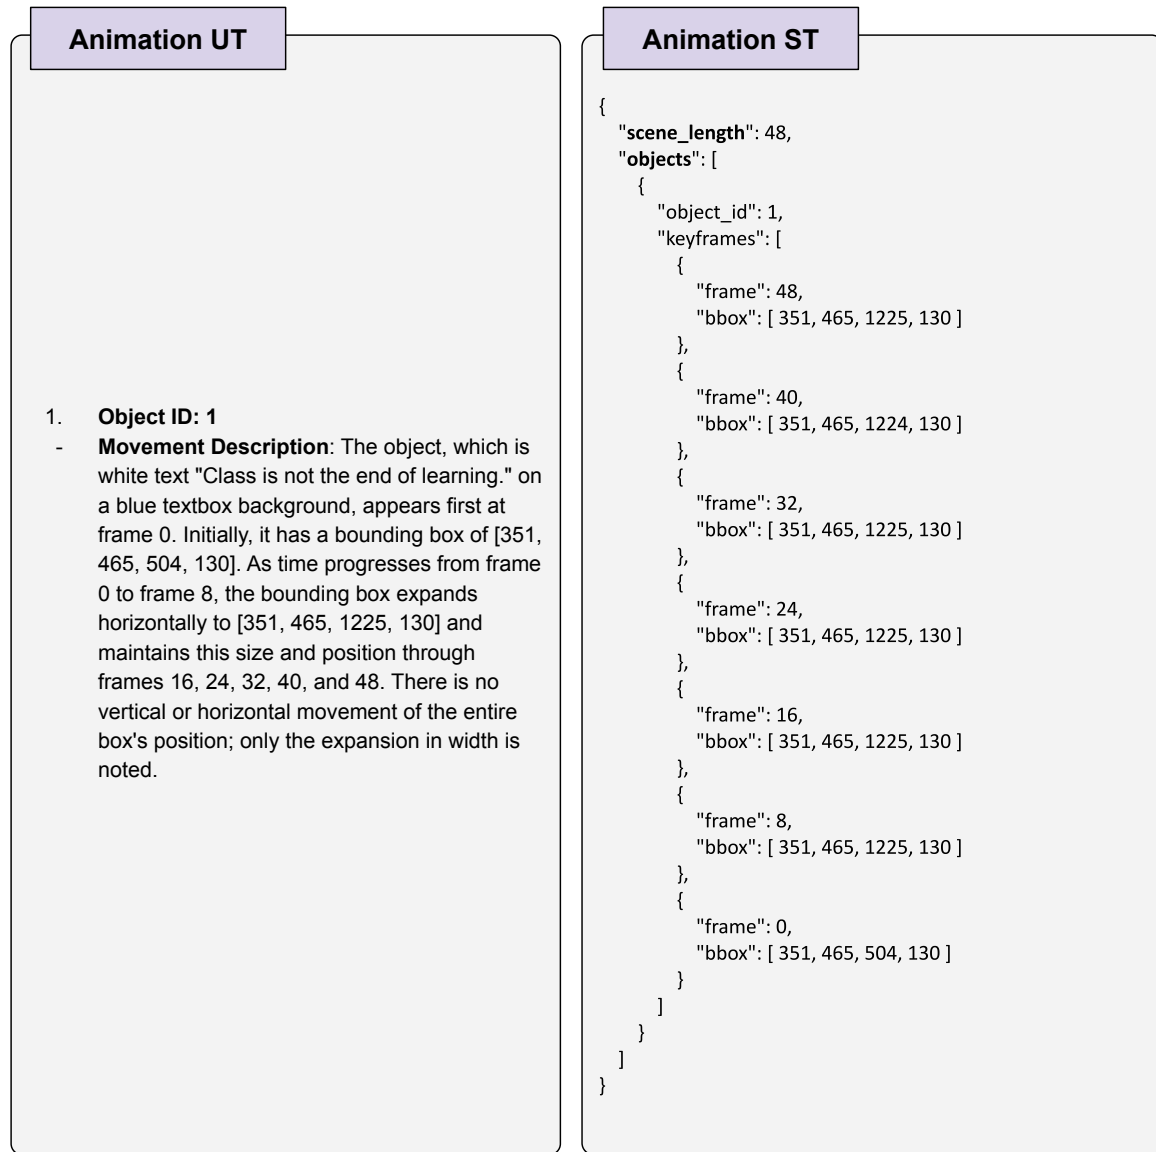 Animation UT
1. Object ID: 1
- Movement Description: The object, which is
white text "Class is not the end of learning." on
a blue textbox background, appears first at
frame 0. Initially, it has a bounding box of [351,
465, 504, 130]. As time progresses from frame
0 to frame 8, the bounding box expands
horizontally to [351, 465, 1225, 130] and
maintains this size and position through
frames 16, 24, 32, 40, and 48. There is no
vertical or horizontal movement of the entire
box's position; only the expansion in width is
noted.
Animation ST
{
"scene_length": 48,
"objects": [
{
"object_id": 1,
"keyframes": [
{
"frame": 48,
"bbox": [ 351, 465, 1225, 130 ]
},
{
"frame": 40,
"bbox": [ 351, 465, 1224, 130 ]
},
{
"frame": 32,
"bbox": [ 351, 465, 1225, 130 ]
},
{
"frame": 24,
"bbox": [ 351, 465, 1225, 130 ]
},
{
"frame": 16,
"bbox": [ 351, 465, 1225, 130 ]
},
{
"frame": 8,
"bbox": [ 351, 465, 1225, 130 ]
},
{
"frame": 0,
"bbox": [ 351, 465, 504, 130 ]
}
]
}
]
}